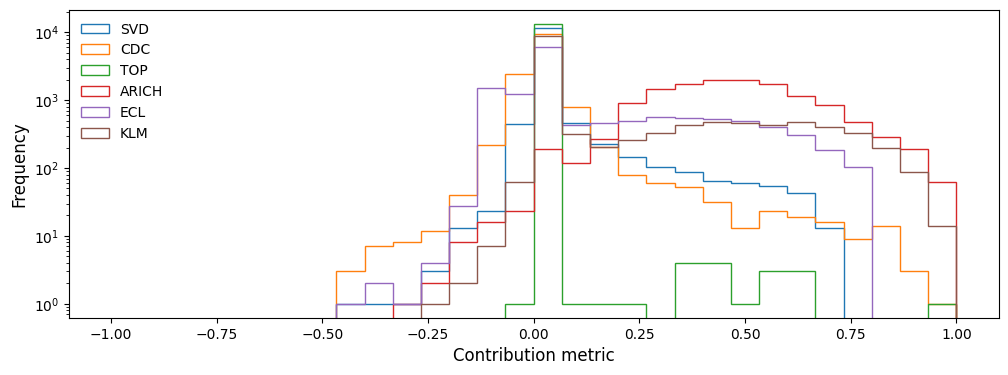 SVD
CDC
TOP
ARICH
ECL
KLM
Frequency
10⁴
10³
10²
10¹
10⁰
−1.00 −0.75 −0.50 −0.25 0.00 0.25 0.50 0.75 1.00
Contribution metric